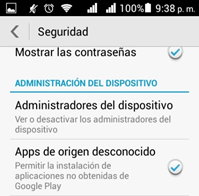 100% 9:38 p. m.
Seguridad
Mostrar las contraseñas
ADMINISTRACIÓN DEL DISPOSITIVO
Administradores del dispositivo
Ver o desactivar los administradores del
dispositivo
Apps de origen desconocido
Permitir la instalación de
aplicaciones no obtenidas de
Google Play